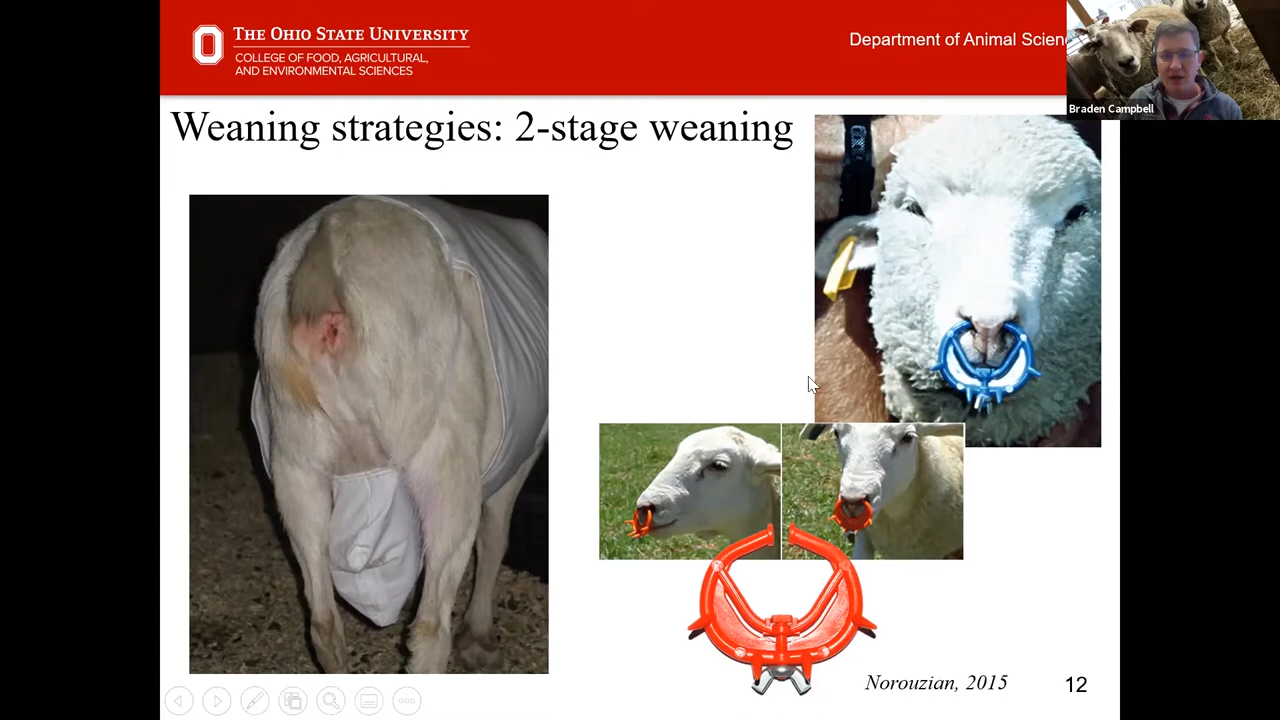 THE OHIO STATE UNIVERSITY
COLLEGE OF FOOD, AGRICULTURAL,
AND ENVIRONMENTAL SCIENCES
Department of Animal Scien
Braden Campbell
Weaning strategies: 2-stage weaning
Norouzian, 2015
12